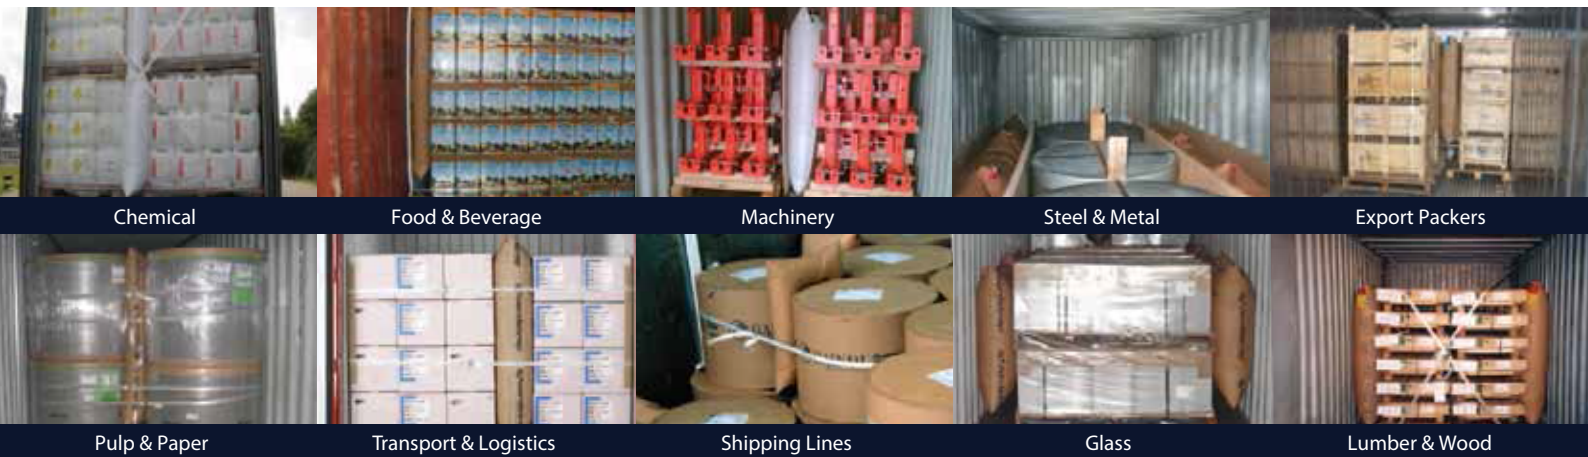 Chemical
Food & Beverage
Machinery
Steel & Metal
Export Packers
Pulp & Paper
Transport & Logistics
Shipping Lines
Glass
Lumber & Wood